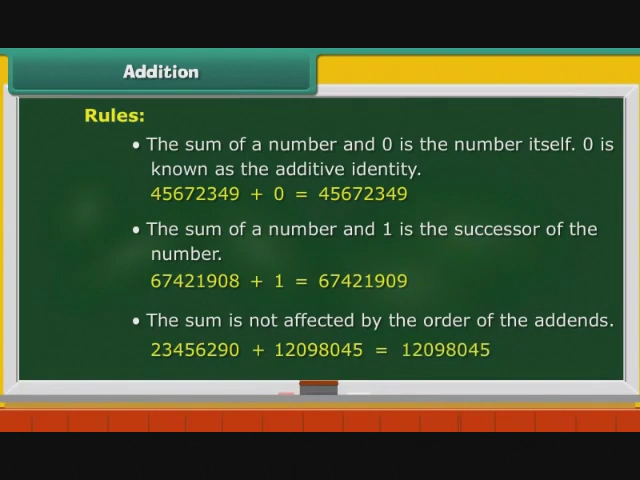 Addition
Rules:
• The sum of a number and 0 is the number itself. 0 is
known as the additive identity.
45672349 + 0 = 45672349
• The sum of a number and 1 is the successor of the
number.
67421908 + 1 = 67421909
• The sum is not affected by the order of the addends.
23456290 + 12098045 = 12098045